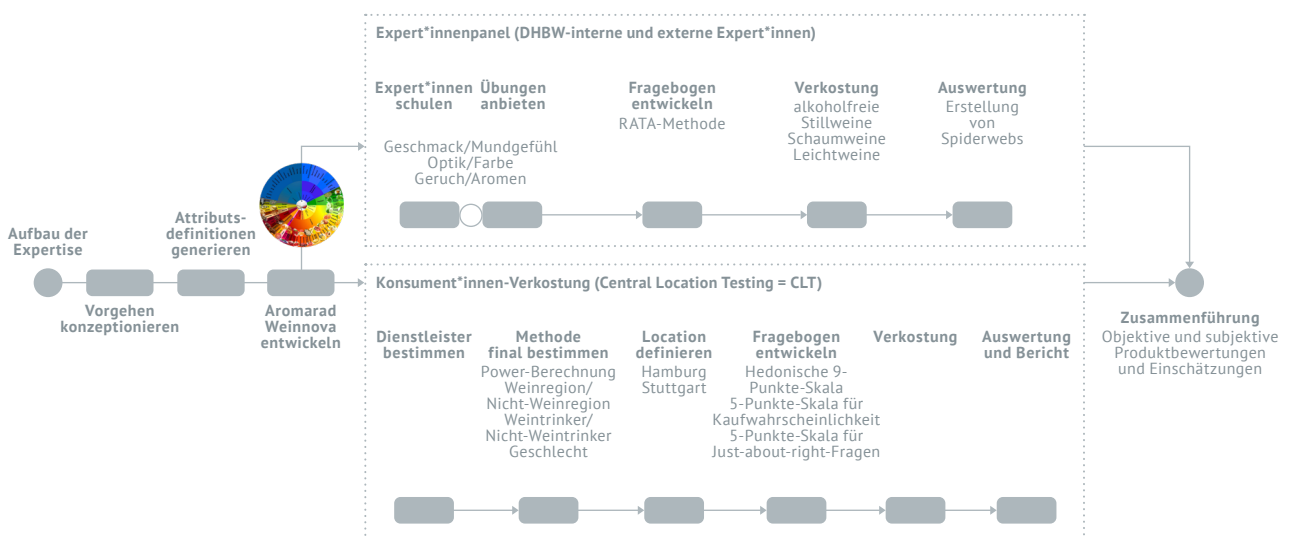 Expert*innenpanel (DHBW-interne und externe Expert*innen)
Expert*innen
schulen
Übungen
anbieten
Geschmack/Mundgefühl
Optik/Farbe
Geruch/Aromen
Fragebogen
entwickeln
RATA-Methode
Verkostung
alkoholfreie
Stillweine
Schaumweine
Leichtweine
Auswertung
Erstellung
von
Spiderwebs
Aufbau der
Expertise
Vorgehen
konzeptionieren
Attributs-
definitionen
generieren
Aromarad
Weinnova
entwickeln
Konsument*innen-Verkostung (Central Location Testing = CLT)
Dienstleister
bestimmen
Methode
final bestimmen
Power-Berechnung
Weinregion/
Nicht-Weinregion
Weintrinker/
Nicht-Weintrinker
Geschlecht
Location
definieren
Hamburg
Stuttgart
Fragebogen
entwickeln
Hedonische 9-
Punkte-Skala
5-Punkte-Skala für
Kaufwahrscheinlichkeit
5-Punkte-Skala für
Just-about-right-Fragen
Verkostung
Auswertung
und Bericht
Zusammenführung
Objektive und subjektive
Produktbewertungen
und Einschätzungen